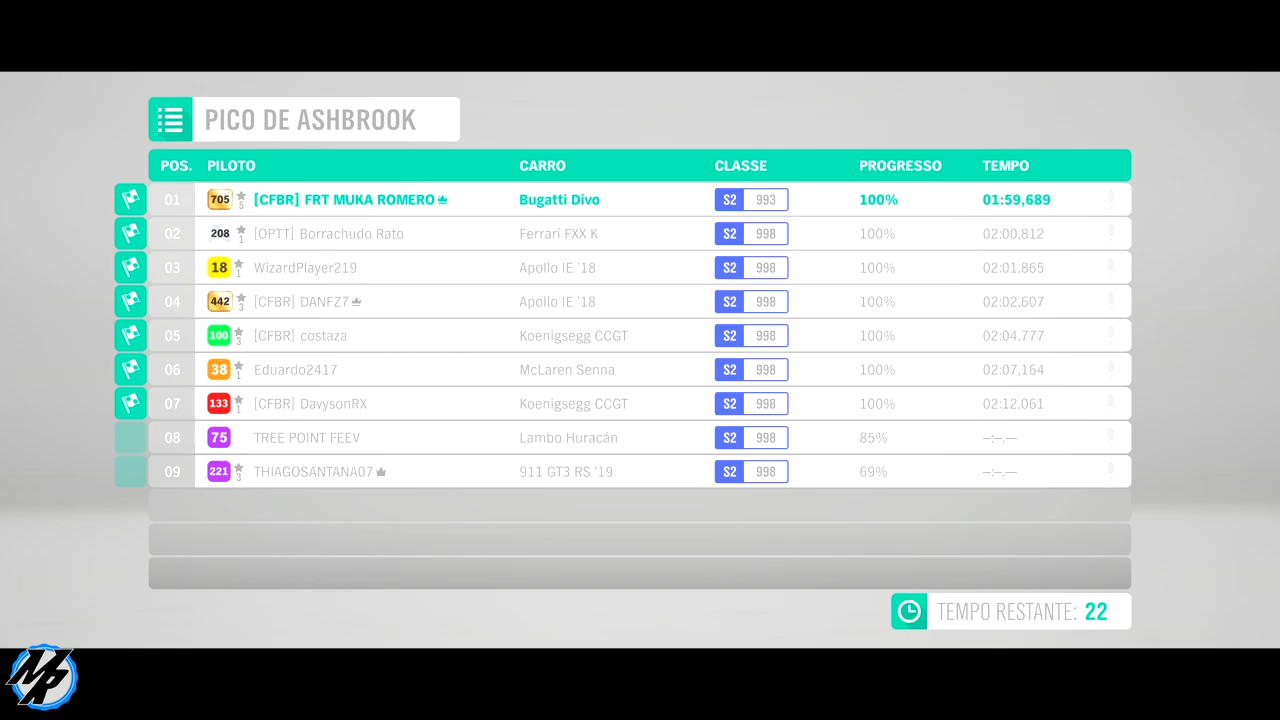 PICO DE ASHBROOK
POS. PILOTO CARRO CLASSE PROGRESSO TEMPO
01 705 5 [CFBR] FRT MUKA ROMERO Bugatti Divo S2 993 100% 01:59,689
02 208 1 [OPTT] Borrachudo Rato Ferrari FXX K S2 998 100% 02:00,812
03 18 1 WizardPlayer219 Apollo IE '18 S2 998 100% 02:01,865
04 442 3 [CFBR] DANFZ7 Apollo IE '18 S2 998 100% 02:02,607
05 100 3 [CFBR] costaza Koenigsegg CCGT S2 998 100% 02:04,777
06 38 1 Eduardo2417 McLaren Senna S2 998 100% 02:07,164
07 133 1 [CFBR] DavysonRX Koenigsegg CCGT S2 998 100% 02:12,061
08 75 TREE POINT FEEV Lambo Huracán S2 998 85% --:--.---
09 221 3 THIAGOSANTANA07 911 GT3 RS '19 S2 998 69% --:--.---
TEMPO RESTANTE: 22